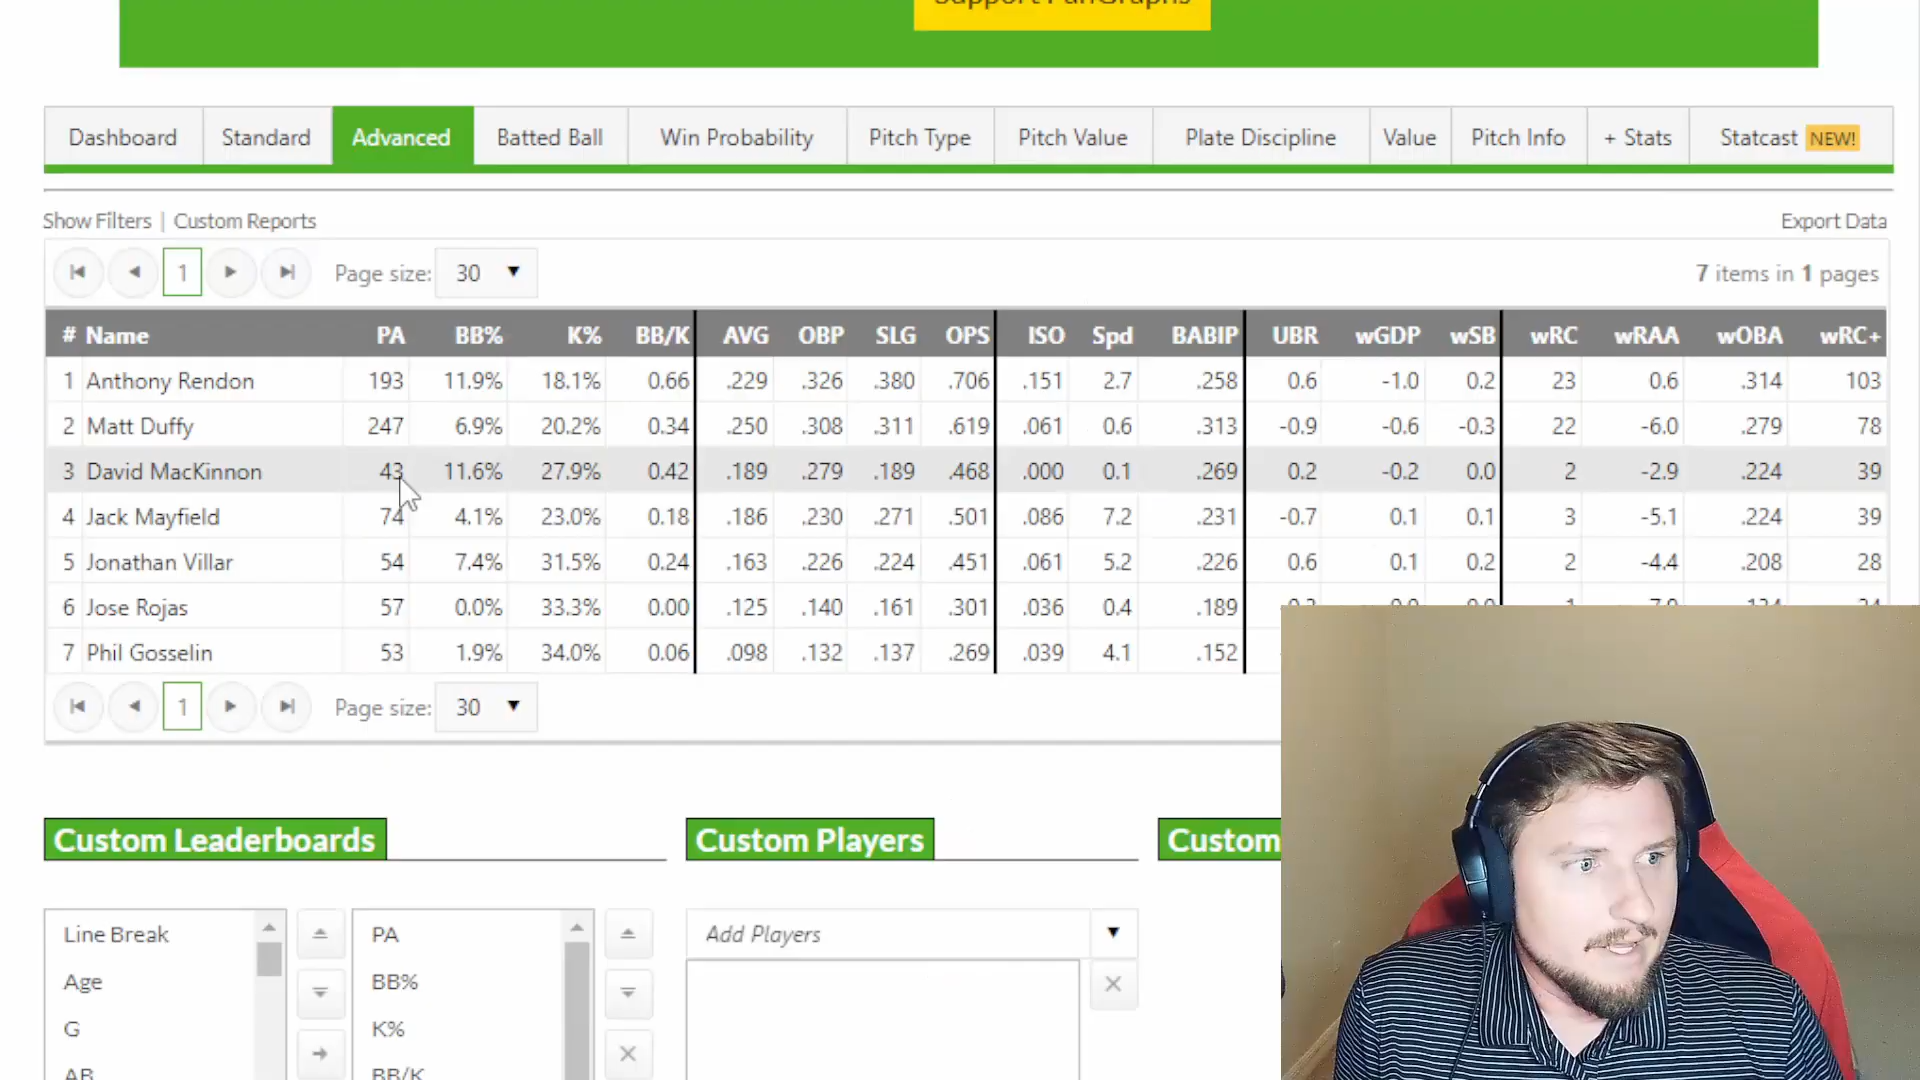 Support FanGraphs
Dashboard Standard Advanced Batted Ball Win Probability Pitch Type Pitch Value Plate Discipline Value Pitch Info + Stats Statcast NEW!
Show Filters | Custom Reports Export Data
1 Page size: 30 7 items in 1 pages
# Name PA BB% K% BB/K AVG OBP SLG OPS ISO Spd BABIP UBR wGDP wSB wRC wRAA wOBA wRC+
1 Anthony Rendon 193 11.9% 18.1% 0.66 .229 .326 .380 .706 .151 2.7 .258 0.6 -1.0 0.2 23 0.6 .314 103
2 Matt Duffy 247 6.9% 20.2% 0.34 .250 .308 .311 .619 .061 0.6 .313 -0.9 -0.6 -0.3 22 -6.0 .279 78
3 David MacKinnon 43 11.6% 27.9% 0.42 .189 .279 .189 .468 .000 0.1 .269 0.2 -0.2 0.0 2 -2.9 .224 39
4 Jack Mayfield 74 4.1% 23.0% 0.18 .186 .230 .271 .501 .086 7.2 .231 -0.7 0.1 0.1 3 -5.1 .224 39
5 Jonathan Villar 54 7.4% 31.5% 0.24 .163 .226 .224 .451 .061 5.2 .226 0.6 0.1 0.2 2 -4.4 .208 28
6 Jose Rojas 57 0.0% 33.3% 0.00 .125 .140 .161 .301 .036 0.4 .189
7 Phil Gosselin 53 1.9% 34.0% 0.06 .098 .132 .137 .269 .039 4.1 .152
1 Page size: 30
Custom Leaderboards Custom Players Custom
Line Break PA Add Players
Age BB%
G K%
AB BB/K